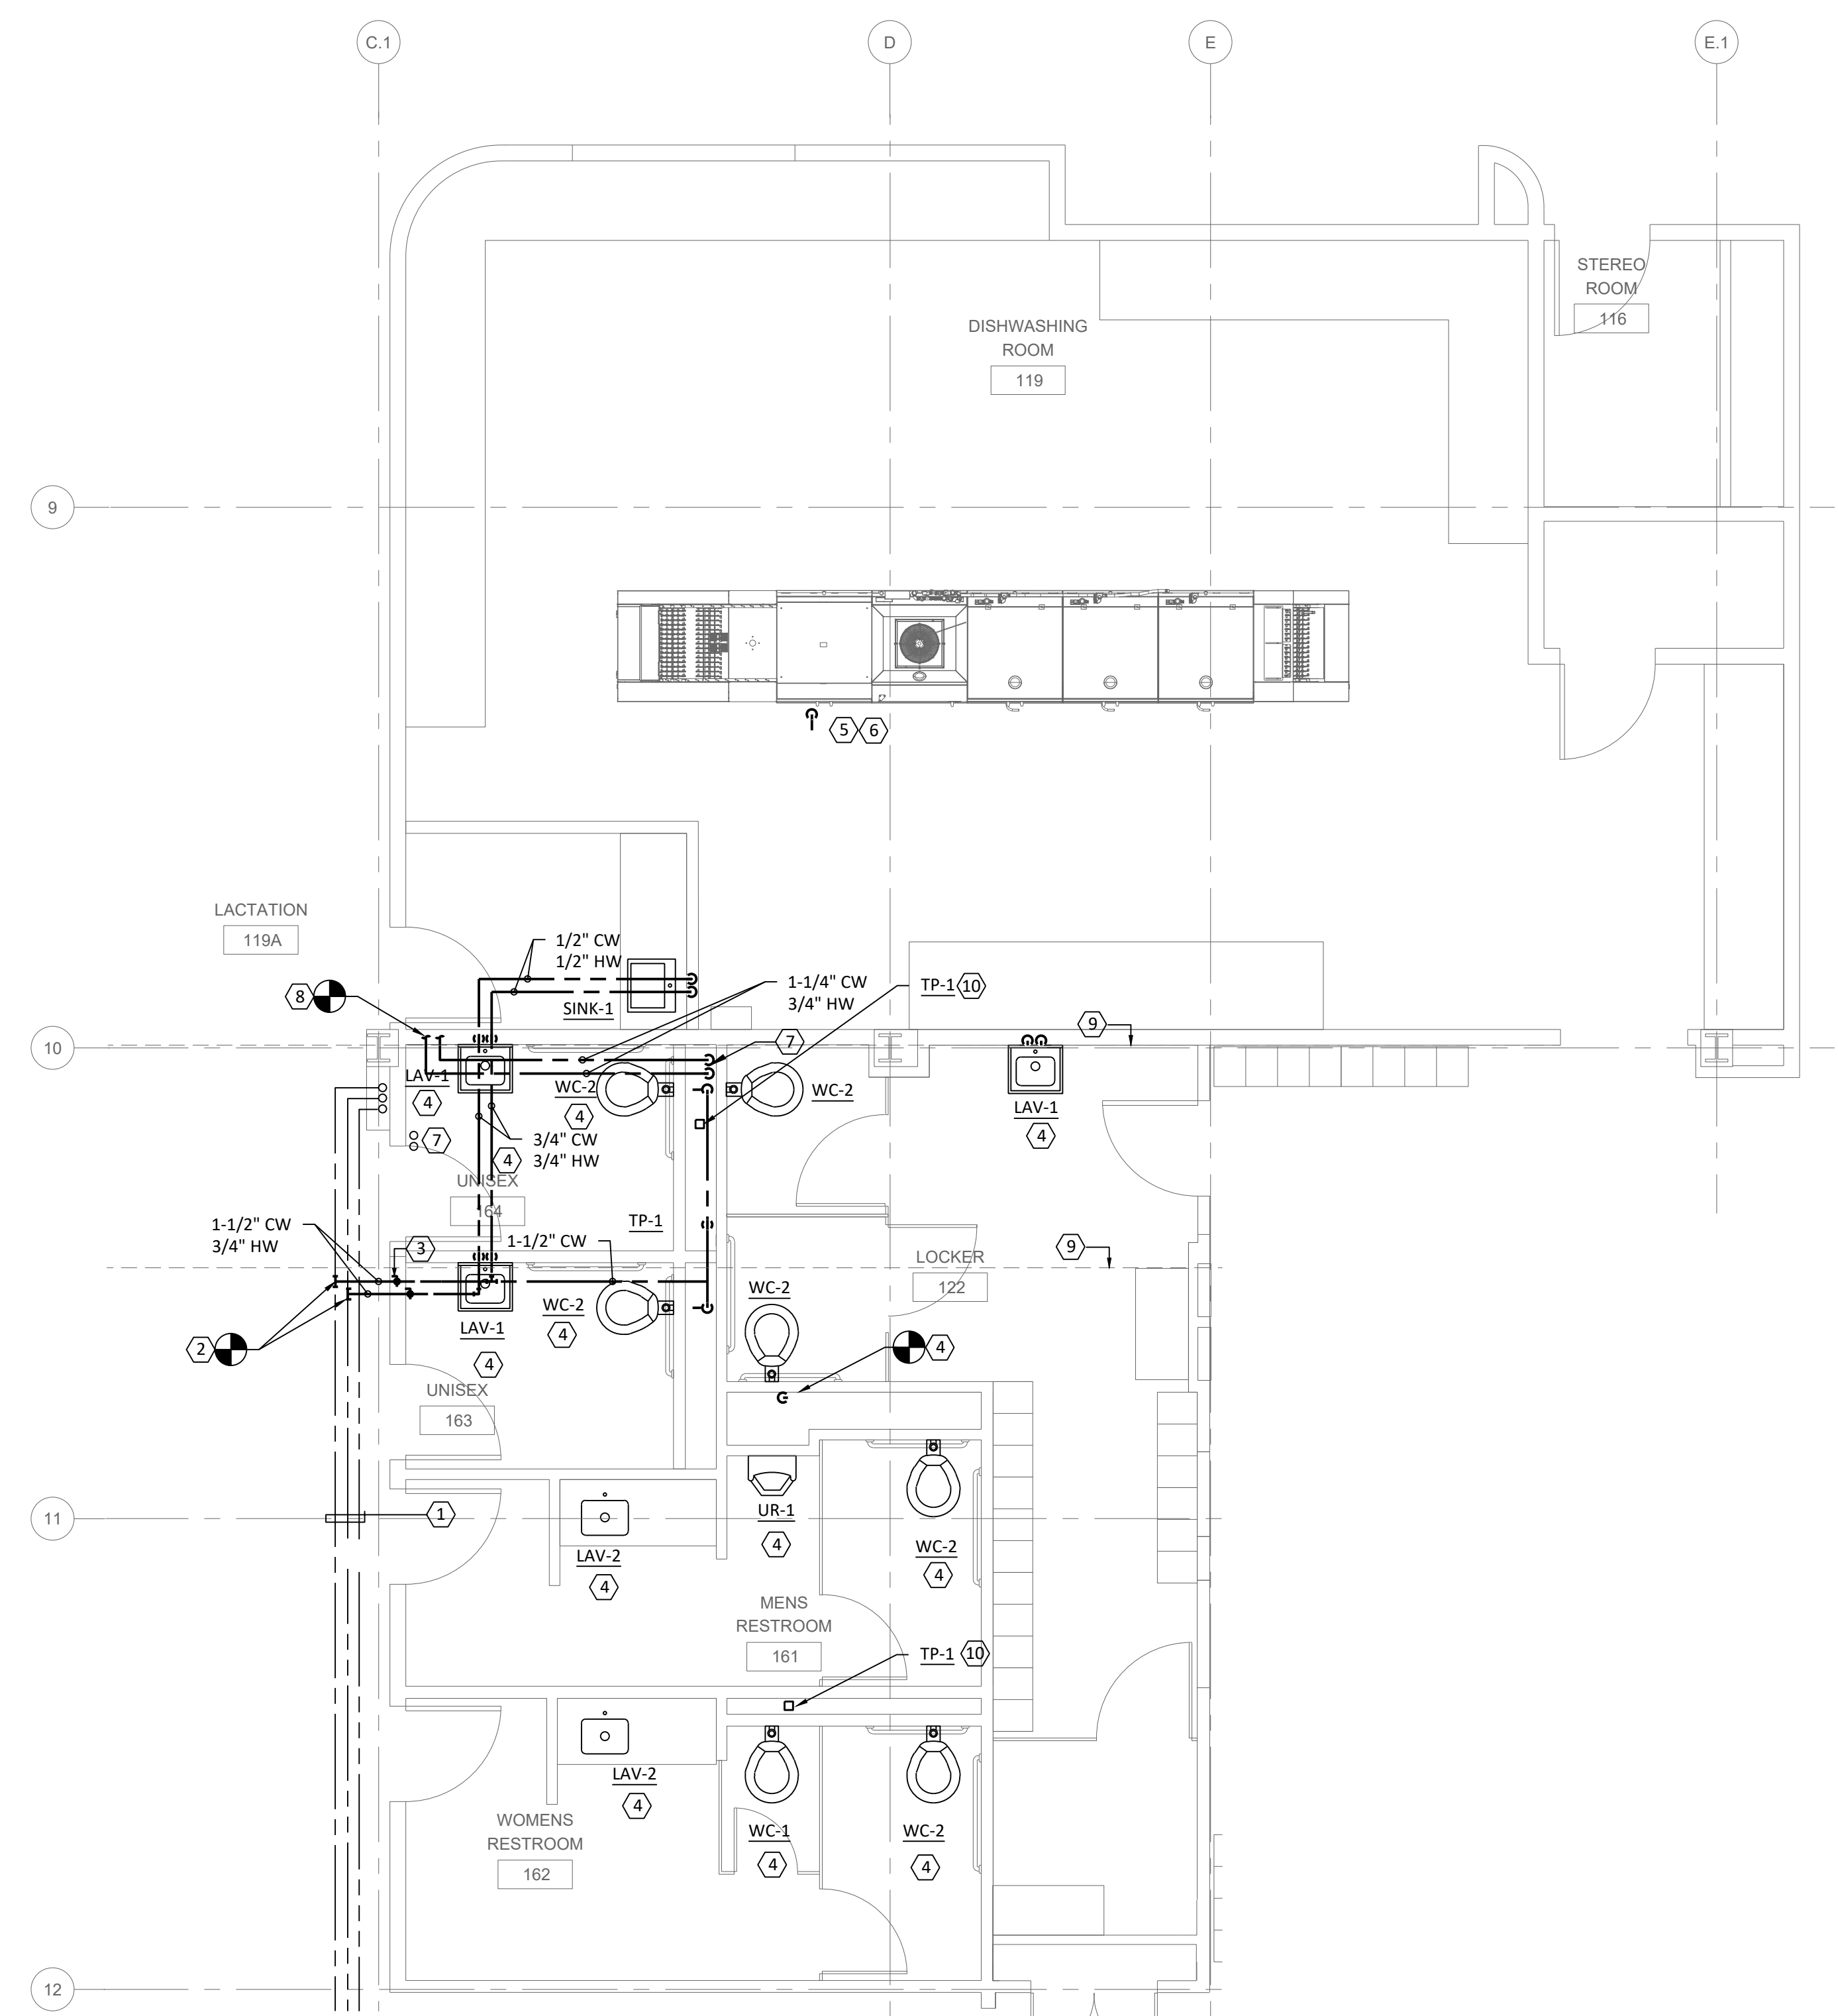 C.1
D
E
E.1
STEREO
ROOM
116
DISHWASHING
ROOM
119
9
5
6
LACTATION
119A
1/2" CW
1/2" HW
8
SINK-1
1-1/4" CW
3/4" HW
TP-1
10
9
7
10
LAV-1
4
WC-2
4
WC-2
LAV-1
4
7
3/4" CW
3/4" HW
4
UNISEX
164
TP-1
1-1/2" CW
3/4" HW
3
1-1/2" CW
9
LOCKER
122
WC-2
WC-2
4
LAV-1
4
2
4
UNISEX
163
11
1
UR-1
4
LAV-2
4
WC-2
4
MENS
RESTROOM
161
TP-1
10
LAV-2
4
WOMENS
RESTROOM
162
WC-1
4
WC-2
4
12